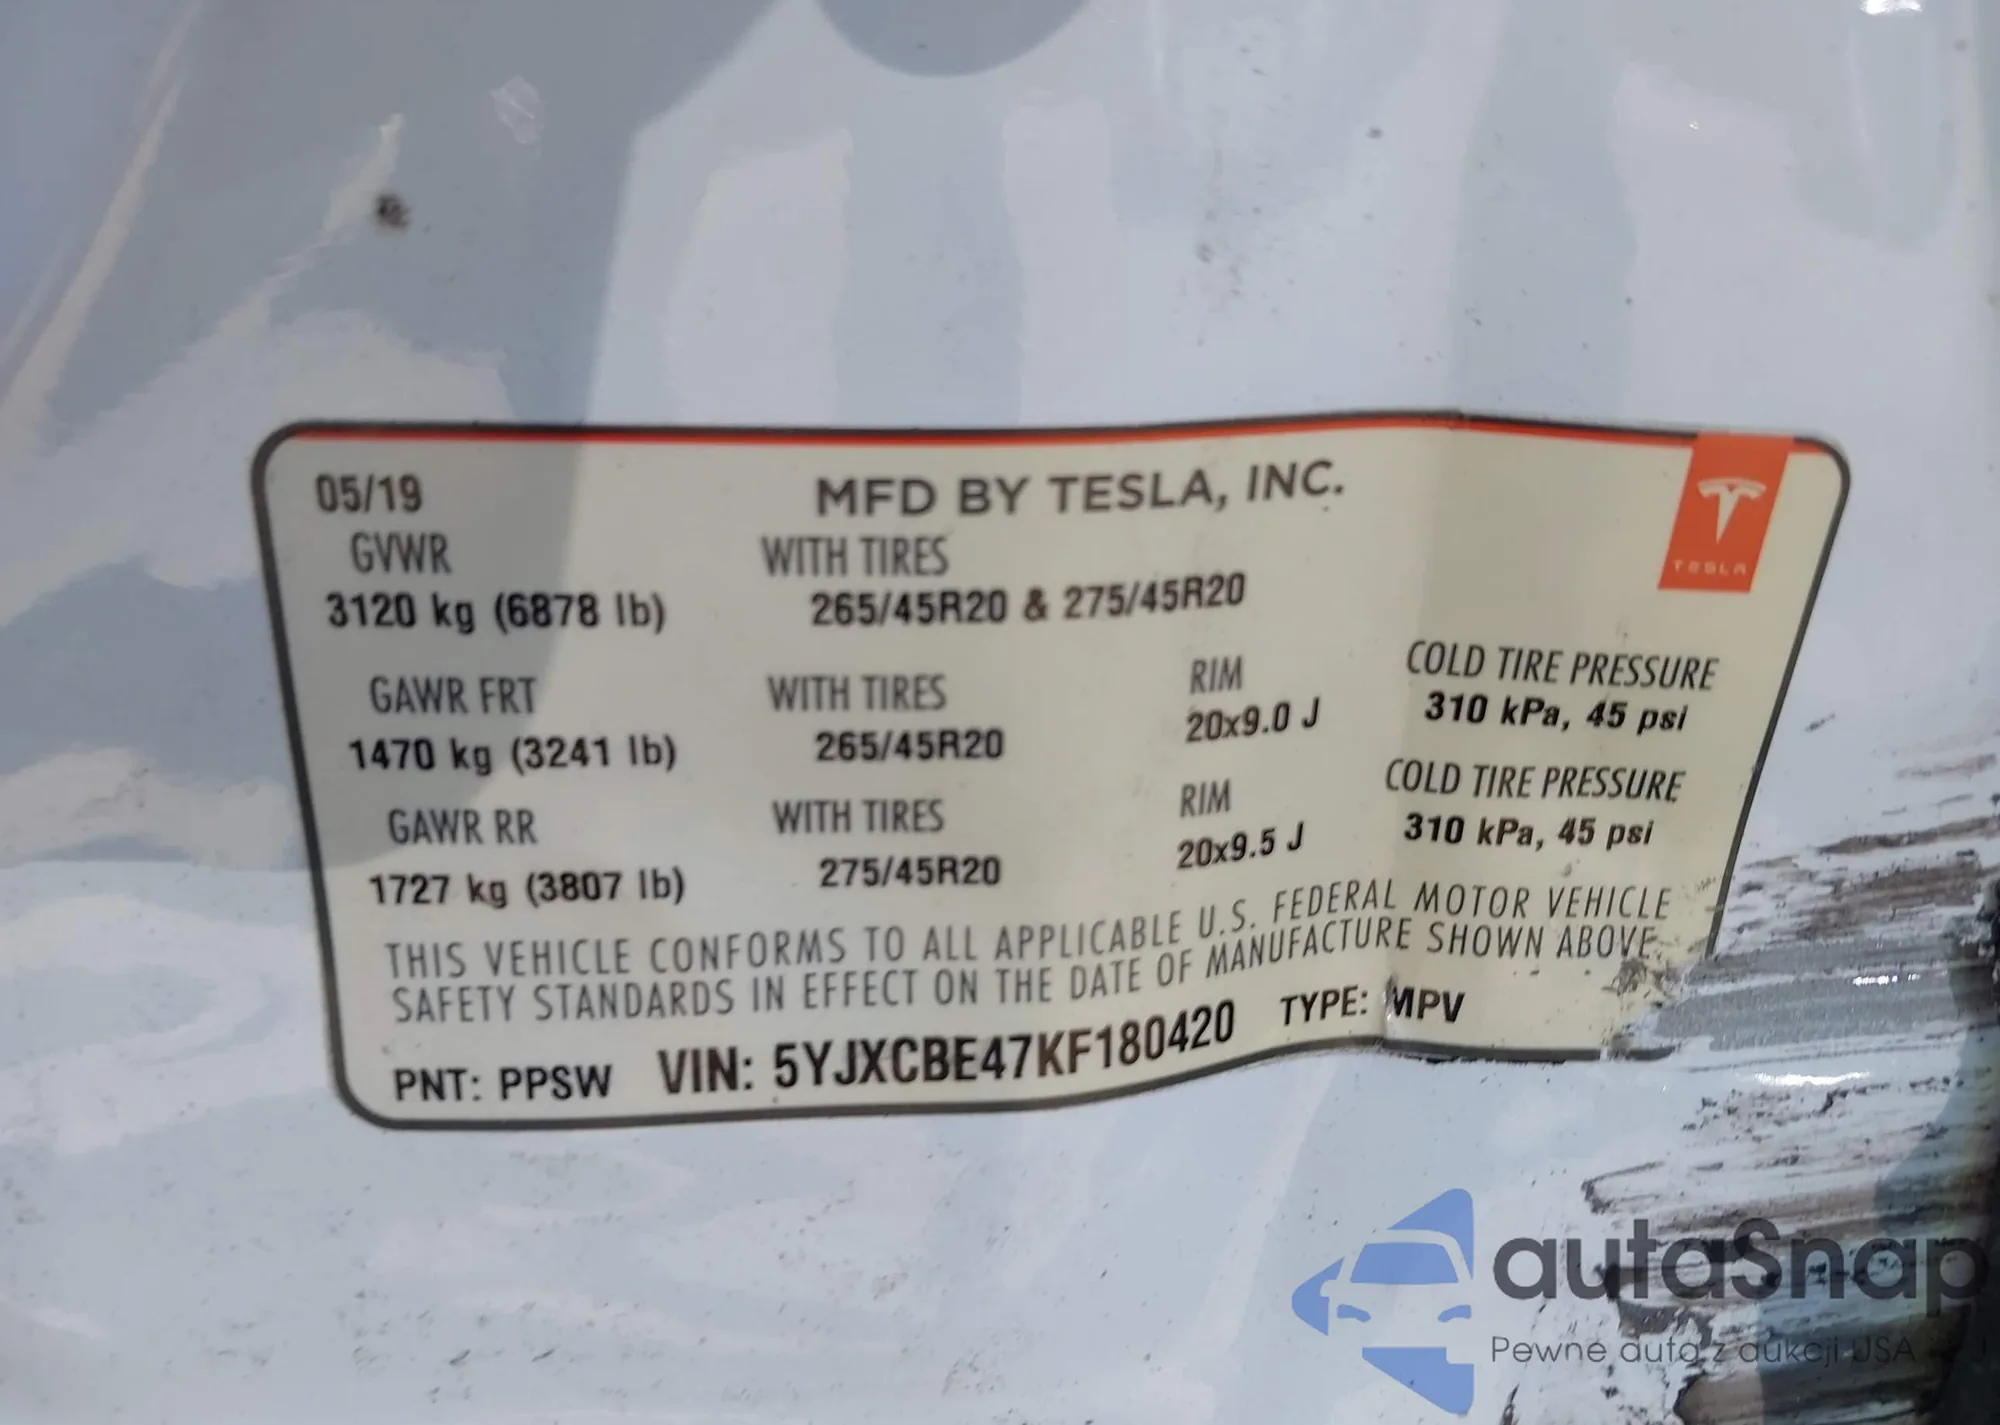 05/19 MFD BY TESLA, INC.
TESLA
GVWR WITH TIRES
3120 kg (6878 lb) 265/45R20 & 275/45R20
GAWR FRT WITH TIRES RIM COLD TIRE PRESSURE
1470 kg (3241 lb) 265/45R20 20x9.0 J 310 kPa, 45 psi
GAWR RR WITH TIRES RIM COLD TIRE PRESSURE
1727 kg (3807 lb) 275/45R20 20x9.5 J 310 kPa, 45 psi
THIS VEHICLE CONFORMS TO ALL APPLICABLE U.S. FEDERAL MOTOR VEHICLE
SAFETY STANDARDS IN EFFECT ON THE DATE OF MANUFACTURE SHOWN ABOVE.
PNT: PPSW VIN: 5YJXCBE47KF180420 TYPE: MPV
autaSnap
Pewne auta z aukcji USA